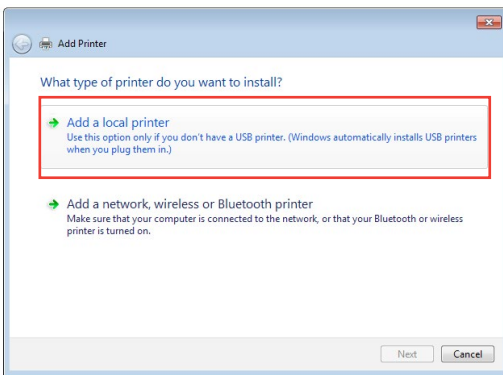 Add Printer
What type of printer do you want to install?
Add a local printer
Use this option only if you don't have a USB printer. (Windows automatically installs USB printers
when you plug them in.)
Add a network, wireless or Bluetooth printer
Make sure that your computer is connected to the network, or that your Bluetooth or wireless
printer is turned on.
Next Cancel